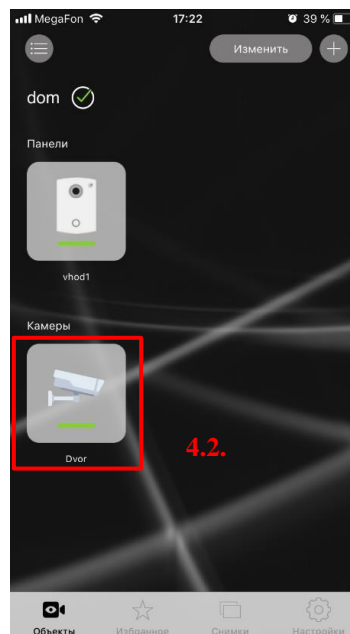 MegaFon 17:22 39 %
Изменить
dom
Панели
vhod1
Камеры
Dvor
4.2.
Объекты Избранное Снимки Настройки